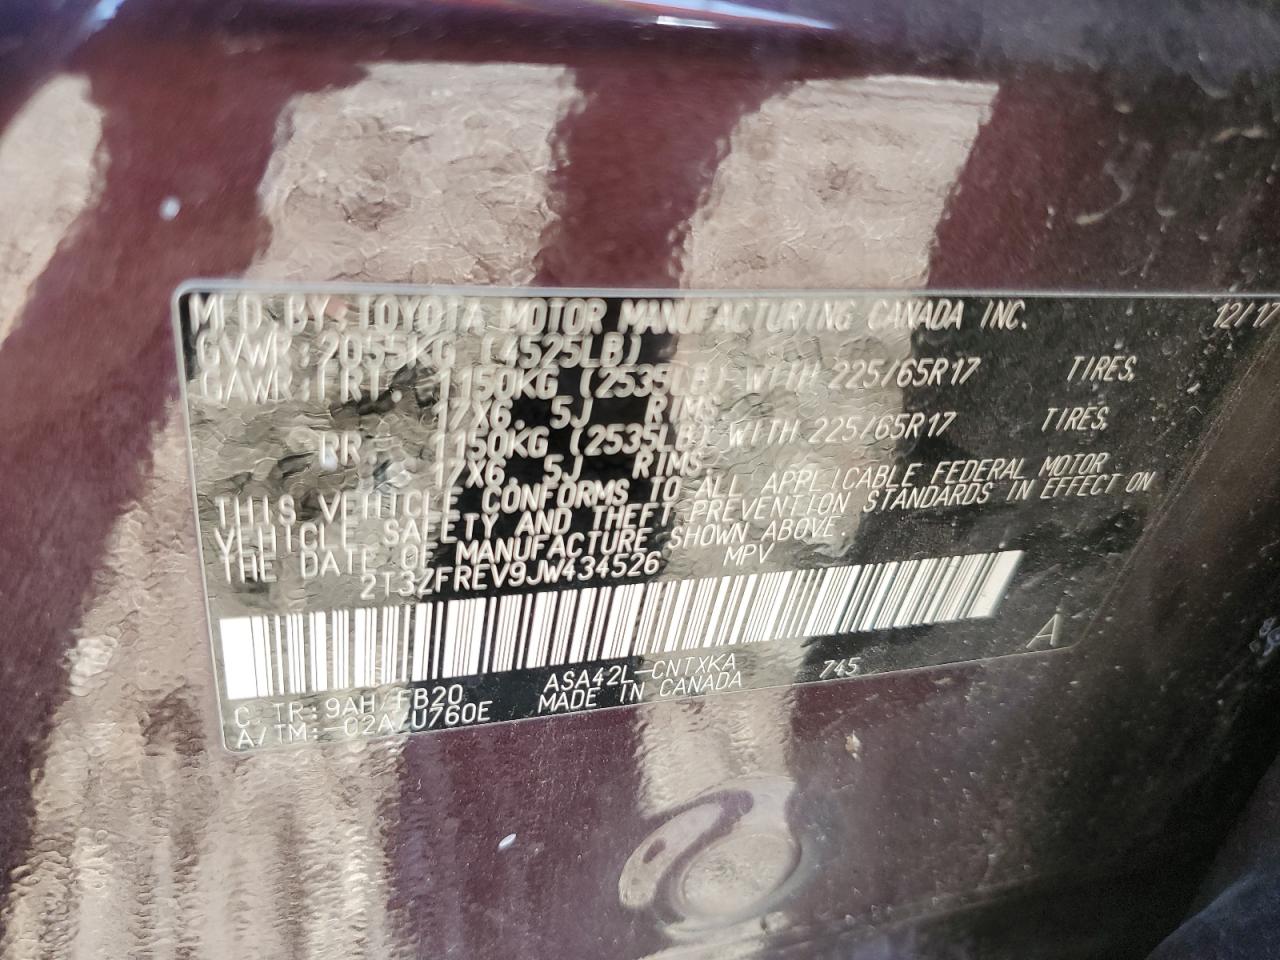 MFD BY: TOYOTA MOTOR MANUFACTURING CANADA INC. 12/17
GVWR: 2055KG (4525LB)
GAWR: FRT. 1150KG (2535LB) WITH 225/65R17 TIRES,
17X6.5J RIMS.
RR 1150KG (2535LB) WITH 225/65R17 TIRES,
17X6.5J RIMS.
THIS VEHICLE CONFORMS TO ALL APPLICABLE FEDERAL MOTOR
VEHICLE SAFETY AND THEFT PREVENTION STANDARDS IN EFFECT ON
THE DATE OF MANUFACTURE SHOWN ABOVE.
2T3ZFREV9JW434526 MPV
A
C/TR: 9AH/FB20 ASA42L-CNTXKA 745
A/TM: -02A/U760E MADE IN CANADA